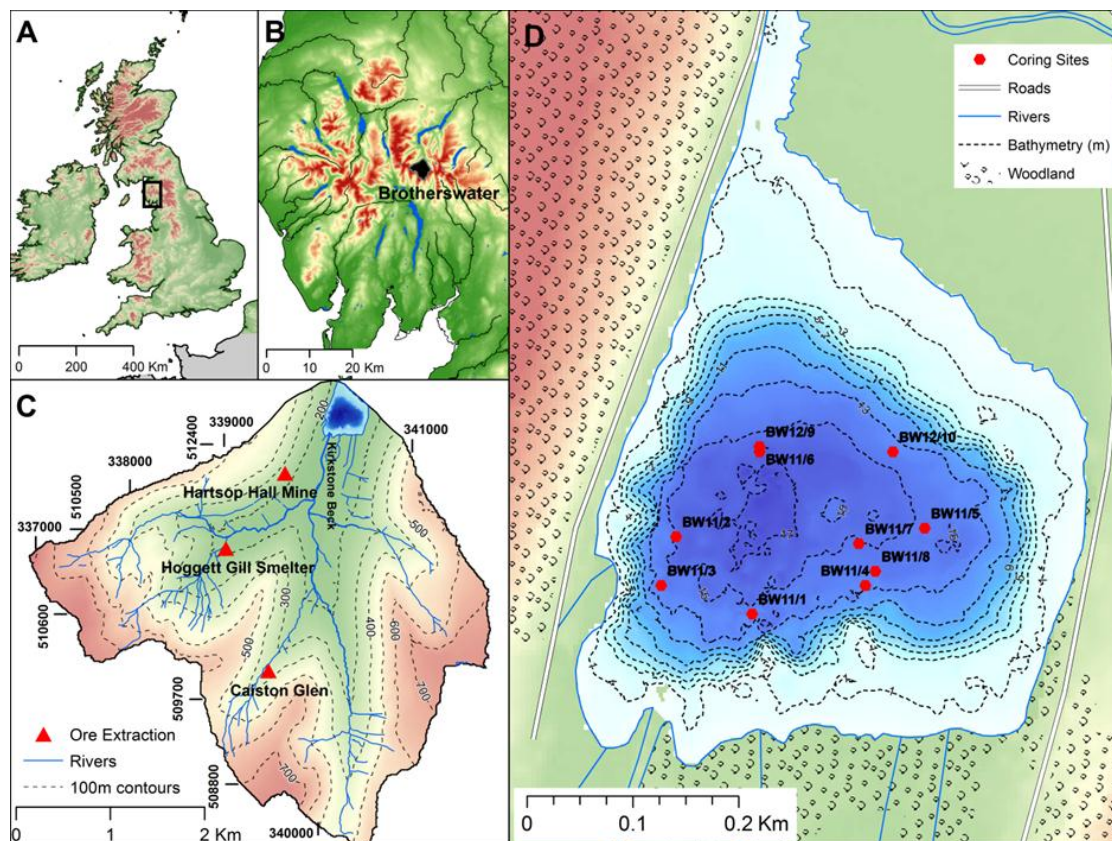 A
0 200 400 Km
B
Brotherswater
0 10 20 Km
C
339000
512400
338000
341000
510500
337000
200
Kirkstone Beck
Hartsop Hall Mine
500
Hoggett Gill Smelter
300
400
600
510600
500
Caiston Glen
700
509700
Ore Extraction
Rivers
100m contours
508800
700
0 1 2 Km
340000
D
Coring Sites
Roads
Rivers
Bathymetry (m)
Woodland
BW12/9
BW11/6
BW12/10
BW11/2
BW11/7
BW11/5
BW11/8
BW11/3
BW11/4
BW11/1
0 0.1 0.2 Km